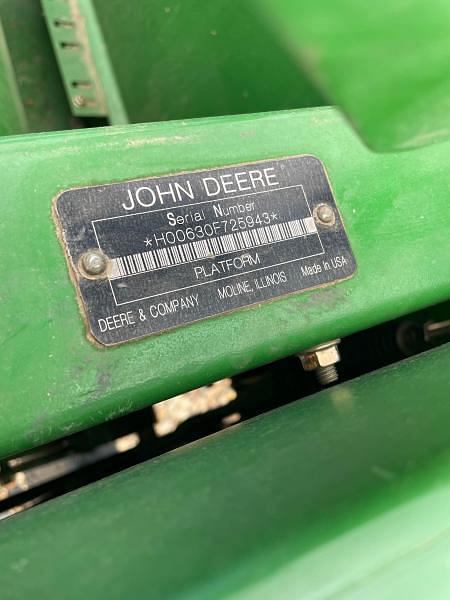 JOHN DEERE
Serial Number
*H00630F725943*
PLATFORM
DEERE & COMPANY MOLINE, ILLINOIS Made in USA